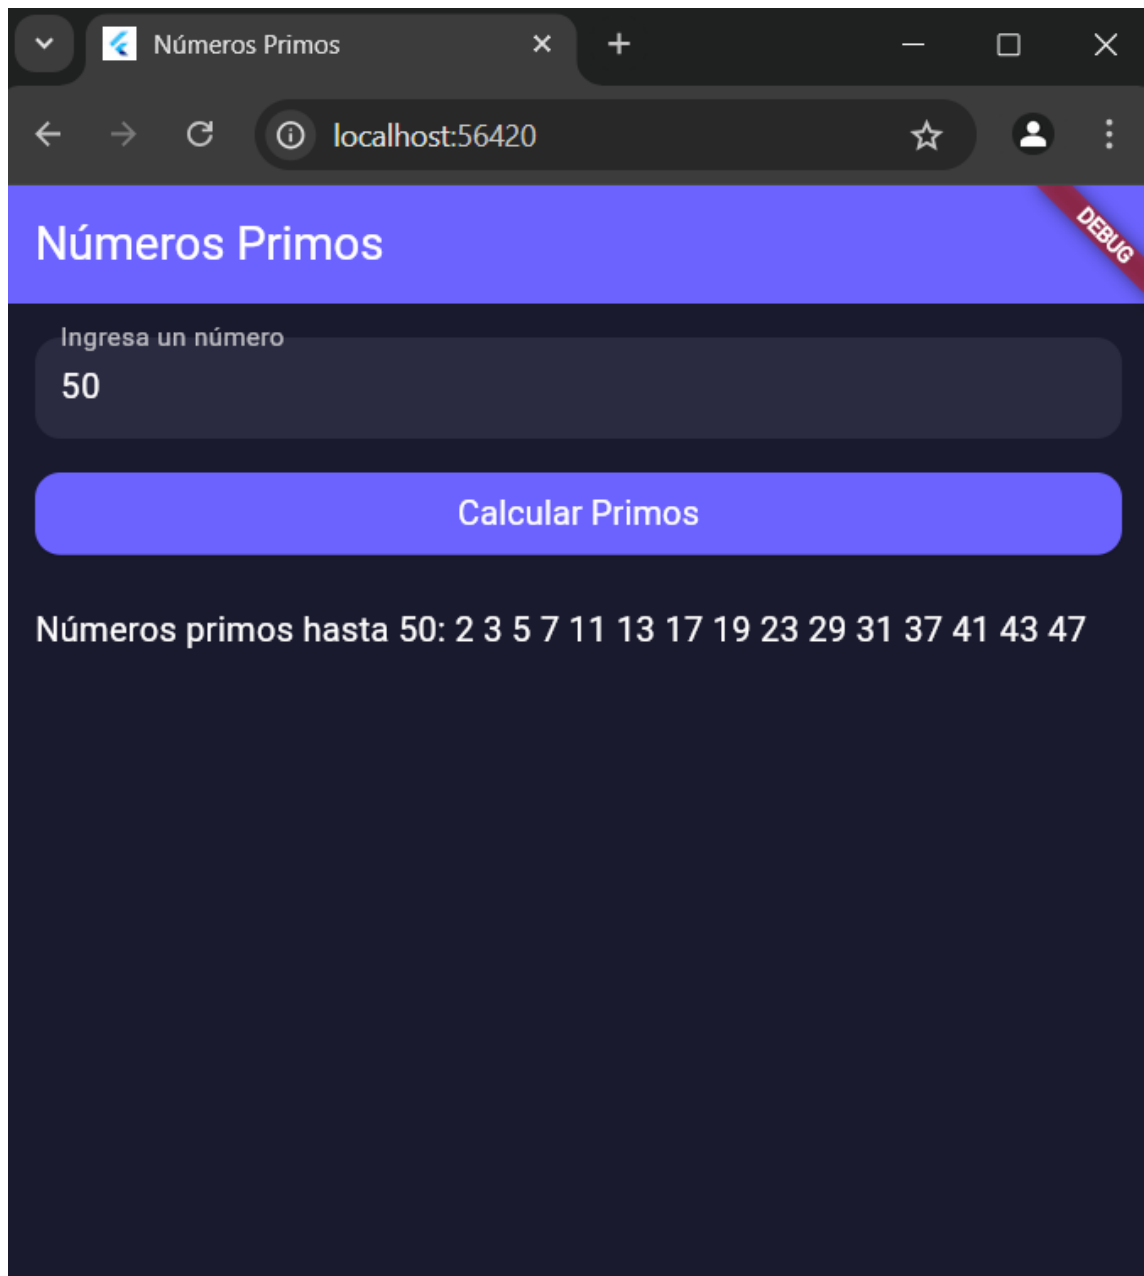 Números Primos
localhost:56420
Números Primos
DEBUG
Ingresa un número
50
Calcular Primos
Números primos hasta 50: 2 3 5 7 11 13 17 19 23 29 31 37 41 43 47